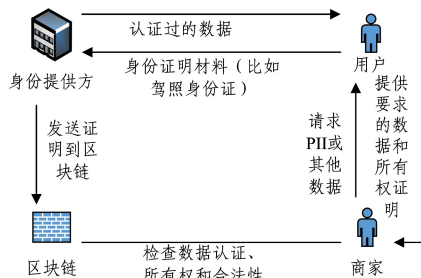 认证过的数据
身份证明材料（比如
驾照身份证）
身份提供方
用户
发送证
明到区
块链
请求
PII或
其他
数据
提供
要求
的数
据和
所有
权证
明
区块链
检查数据认证、
所有权和合法性
商家